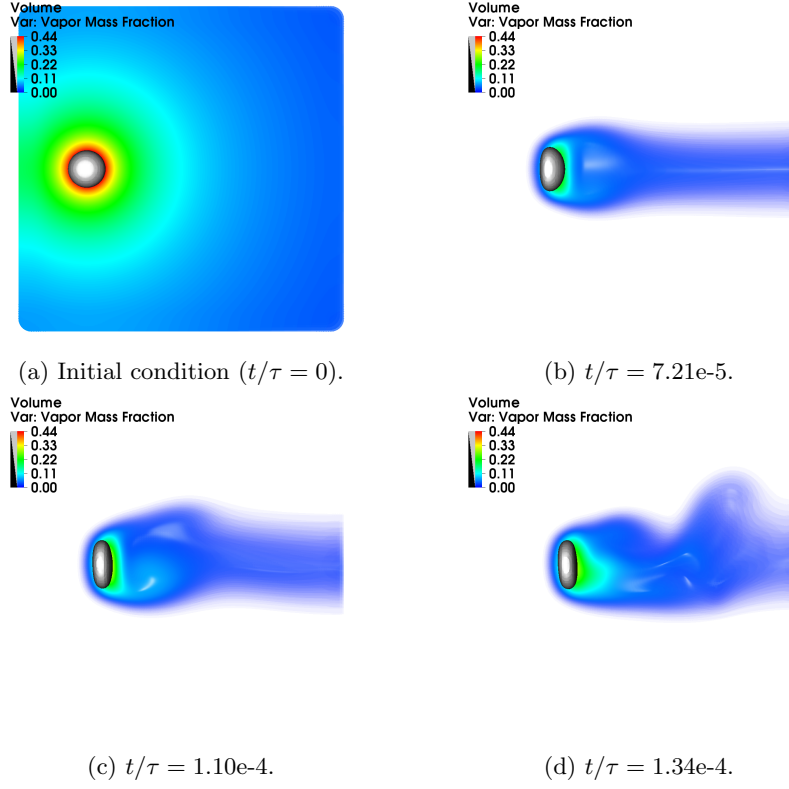 Volume
Var: Vapor Mass Fraction
0.44
0.33
0.22
0.11
0.00
(a) Initial condition (t/τ = 0).
Volume
Var: Vapor Mass Fraction
0.44
0.33
0.22
0.11
0.00
(b) t/τ = 7.21e-5.
Volume
Var: Vapor Mass Fraction
0.44
0.33
0.22
0.11
0.00
(c) t/τ = 1.10e-4.
Volume
Var: Vapor Mass Fraction
0.44
0.33
0.22
0.11
0.00
(d) t/τ = 1.34e-4.